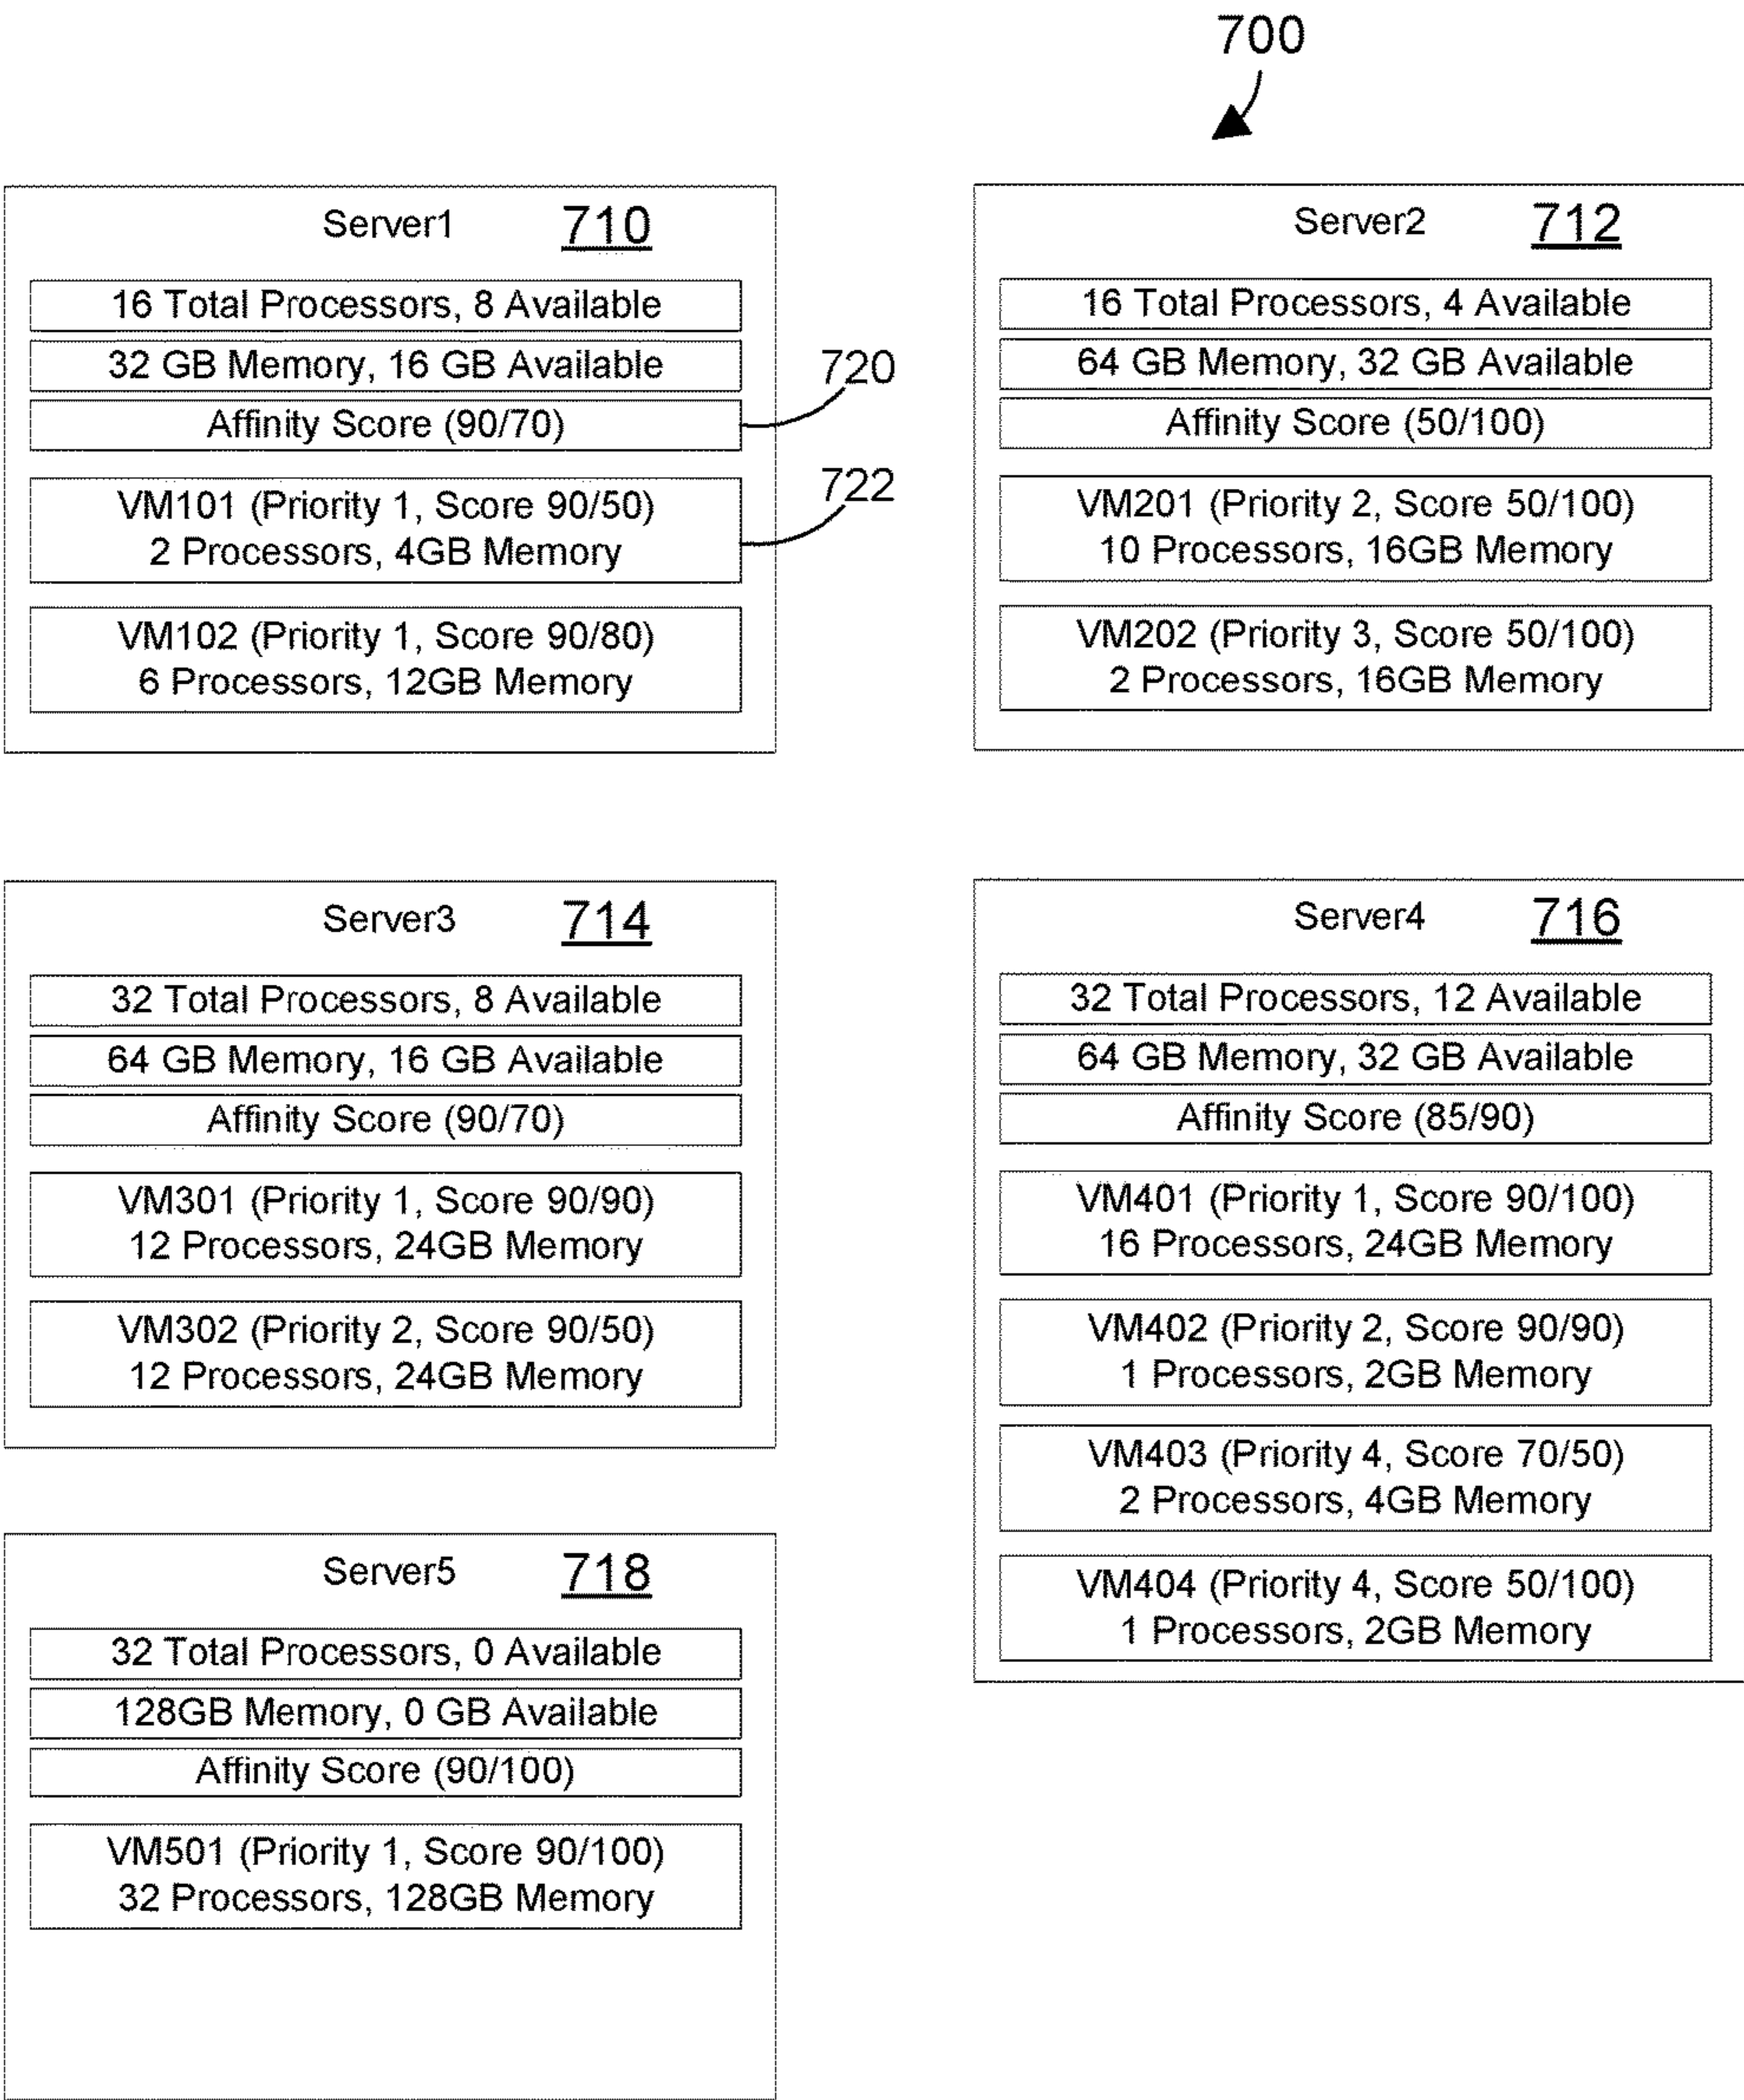 700
Server1 710
16 Total Processors, 8 Available
32 GB Memory, 16 GB Available
Affinity Score (90/70)
720
VM101 (Priority 1, Score 90/50)
2 Processors, 4GB Memory
722
VM102 (Priority 1, Score 90/80)
6 Processors, 12GB Memory
Server2 712
16 Total Processors, 4 Available
64 GB Memory, 32 GB Available
Affinity Score (50/100)
VM201 (Priority 2, Score 50/100)
10 Processors, 16GB Memory
VM202 (Priority 3, Score 50/100)
2 Processors, 16GB Memory
Server3 714
32 Total Processors, 8 Available
64 GB Memory, 16 GB Available
Affinity Score (90/70)
VM301 (Priority 1, Score 90/90)
12 Processors, 24GB Memory
VM302 (Priority 2, Score 90/50)
12 Processors, 24GB Memory
Server4 716
32 Total Processors, 12 Available
64 GB Memory, 32 GB Available
Affinity Score (85/90)
VM401 (Priority 1, Score 90/100)
16 Processors, 24GB Memory
VM402 (Priority 2, Score 90/90)
1 Processors, 2GB Memory
VM403 (Priority 4, Score 70/50)
2 Processors, 4GB Memory
VM404 (Priority 4, Score 50/100)
1 Processors, 2GB Memory
Server5 718
32 Total Processors, 0 Available
128GB Memory, 0 GB Available
Affinity Score (90/100)
VM501 (Priority 1, Score 90/100)
32 Processors, 128GB Memory